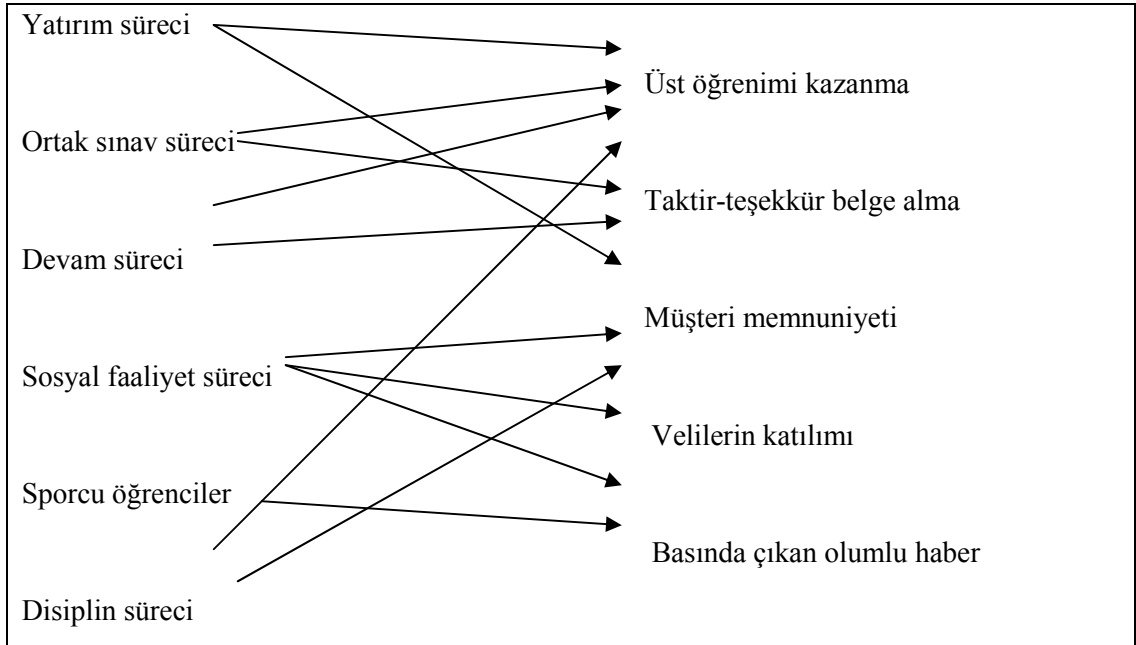 Yatırım süreci
Üst öğrenimi kazanma
Ortak sınav süreci
Taktir-teşekkür belge alma
Devam süreci
Müşteri memnuniyeti
Sosyal faaliyet süreci
Velilerin katılımı
Sporcu öğrenciler
Basında çıkan olumlu haber
Disiplin süreci